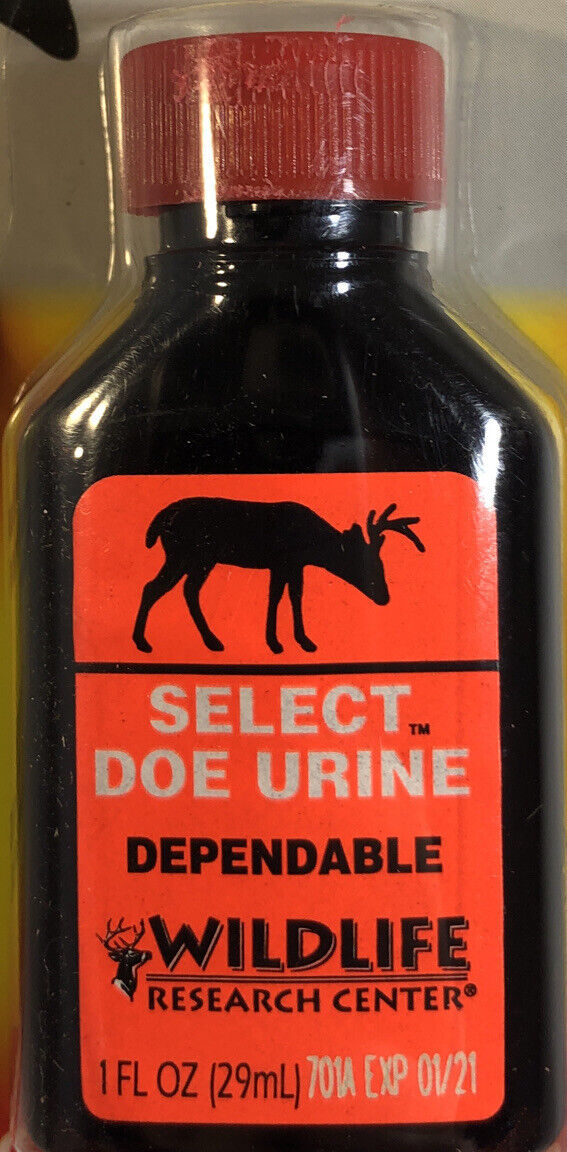 SELECT™
DOE URINE
DEPENDABLE
WILDLIFE
RESEARCH CENTER®
1 FL OZ (29mL) 701A EXP 01/21